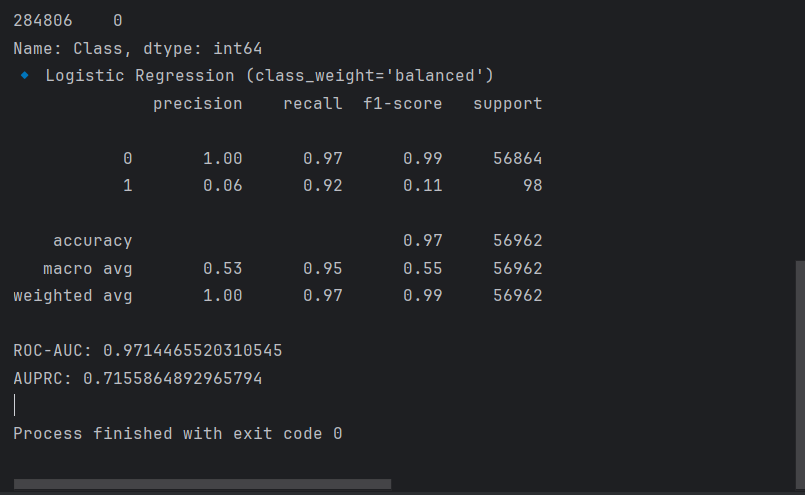 284806    0
Name: Class, dtype: int64
🔹 Logistic Regression (class_weight='balanced')
              precision    recall  f1-score   support

           0       1.00      0.97      0.99     56864
           1       0.06      0.92      0.11        98

    accuracy                           0.97     56962
   macro avg       0.53      0.95      0.55     56962
weighted avg       1.00      0.97      0.99     56962

ROC-AUC: 0.9714465520310545
AUPRC: 0.7155864892965794

Process finished with exit code 0